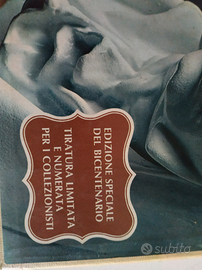 EDIZIONE SPECIALE
DEL BICENTENARIO
TIRATURA LIMITATA
E NUMERATA
PER I COLLEZIONISTI
subito